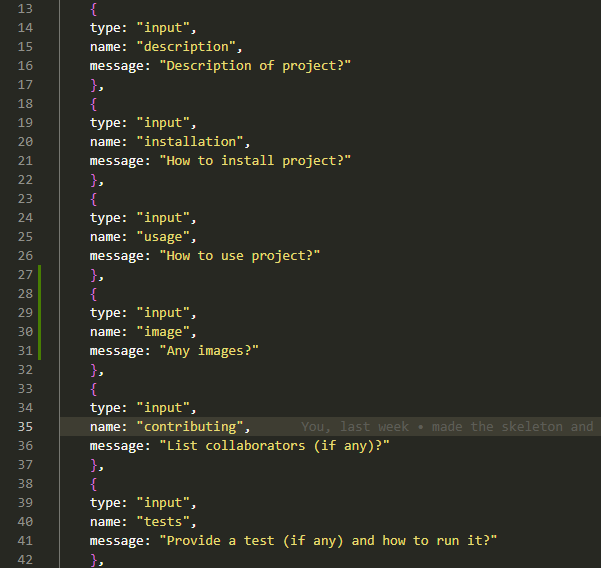 13 {
14 type: "input",
15 name: "description",
16 message: "Description of project?"
17 },
18 {
19 type: "input",
20 name: "installation",
21 message: "How to install project?"
22 },
23 {
24 type: "input",
25 name: "usage",
26 message: "How to use project?"
27 },
28 {
29 type: "input",
30 name: "image",
31 message: "Any images?"
32 },
33 {
34 type: "input",
35 name: "contributing", You, last week • made the skeleton and
36 message: "List collaborators (if any)?"
37 },
38 {
39 type: "input",
40 name: "tests",
41 message: "Provide a test (if any) and how to run it?"
42 },